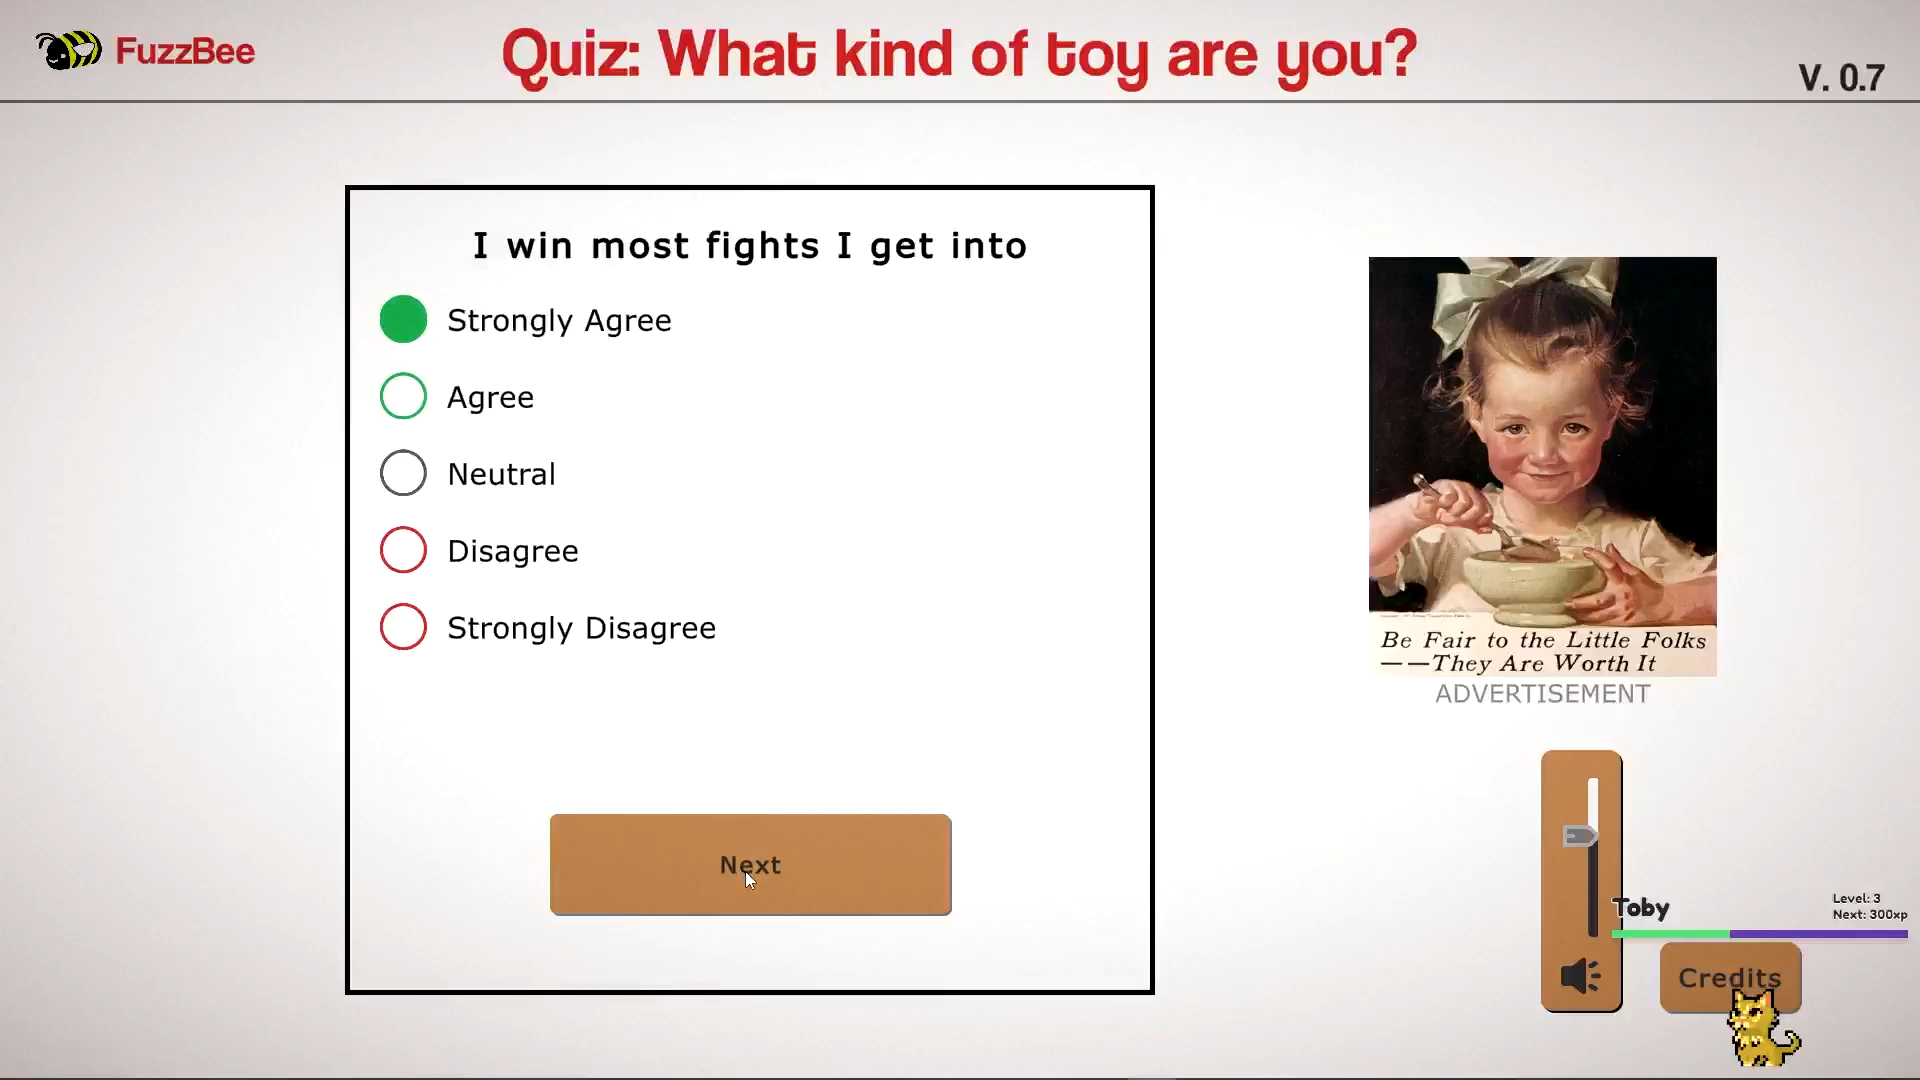 FuzzBee
Quiz: What kind of toy are you?
V. 0.7
I win most fights I get into
Strongly Agree
Agree
Neutral
Disagree
Strongly Disagree
Next
Be Fair to the Little Folks
——They Are Worth It
ADVERTISEMENT
Toby
Level: 3
Next: 300xp
Credits